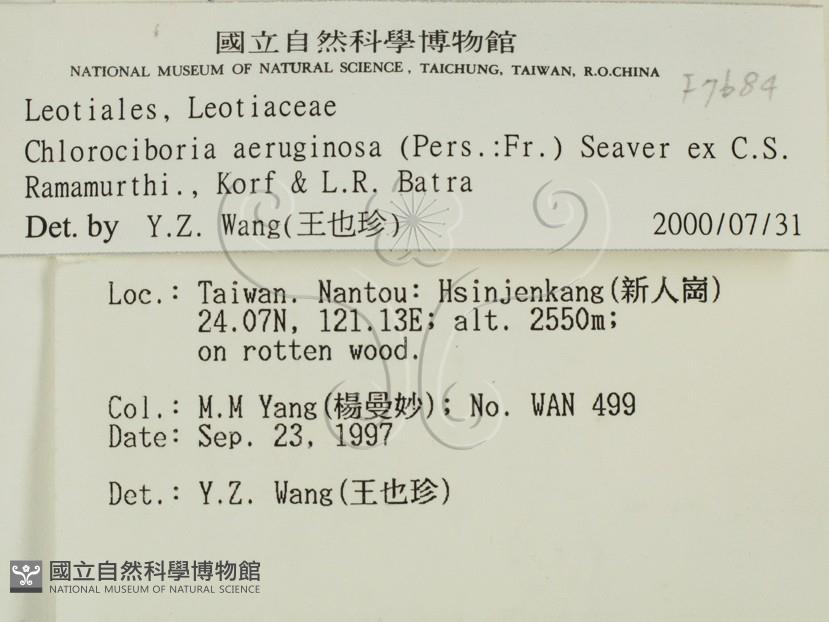 國立自然科學博物館
NATIONAL MUSEUM OF NATURAL SCIENCE, TAICHUNG, TAIWAN, R.O.CHINA
F7684
Leotiales, Leotiaceae
Chlorociboria aeruginosa (Pers.:Fr.) Seaver ex C.S.
Ramamurthi., Korf & L.R. Batra
Det. by Y.Z. Wang(王也珍) 2000/07/31
Loc.: Taiwan. Nantou: Hsinjenkang(新人崗)
24.07N, 121.13E; alt. 2550m;
on rotten wood.
Col.: M.M Yang(楊曼妙); No. WAN 499
Date: Sep. 23, 1997
Det.: Y.Z. Wang(王也珍)
國立自然科學博物館
NATIONAL MUSEUM OF NATURAL SCIENCE